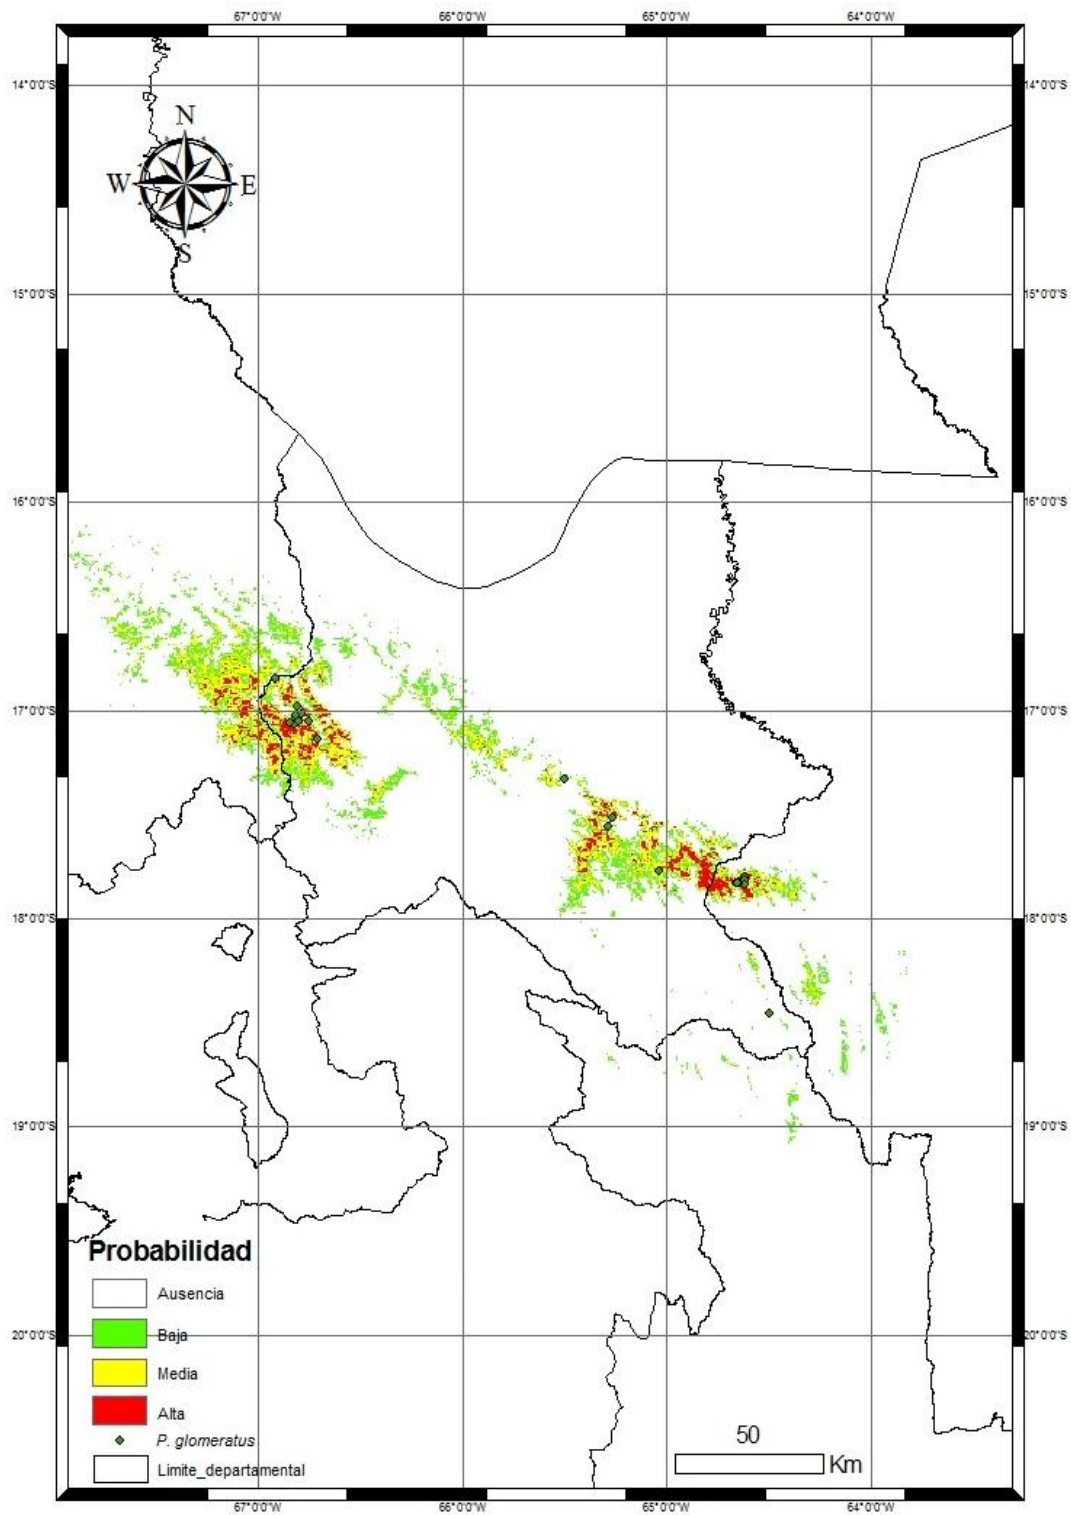 67°0'0"W 66°0'0"W 65°0'0"W 64°0'0"W
14°0'0"S 14°0'0"S
N
W E
S
15°0'0"S 15°0'0"S
16°0'0"S 16°0'0"S
17°0'0"S 17°0'0"S
18°0'0"S 18°0'0"S
19°0'0"S 19°0'0"S
Probabilidad
Ausencia
Baja
20°0'0"S 20°0'0"S
Media
Alta
P. glomeratus
Limite_departamental
50
Km
67°0'0"W 66°0'0"W 65°0'0"W 64°0'0"W